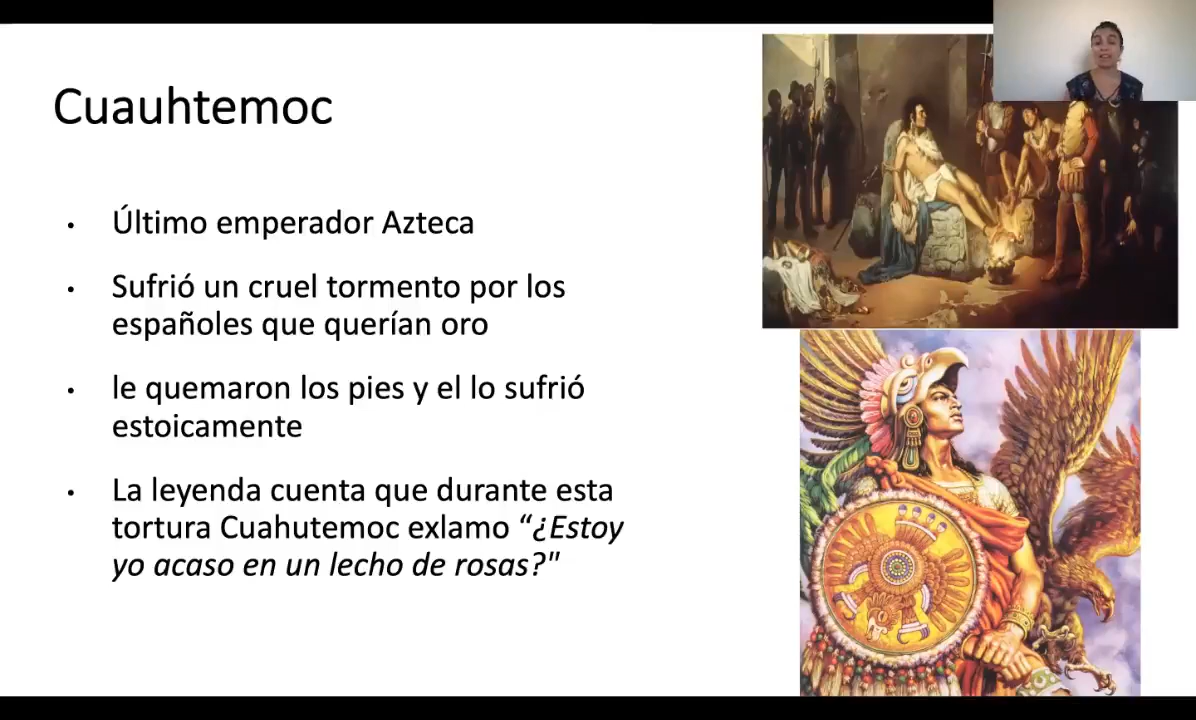 Cuauhtemoc
• Último emperador Azteca
• Sufrió un cruel tormento por los
españoles que querían oro
• le quemaron los pies y el lo sufrió
estoicamente
• La leyenda cuenta que durante esta
tortura Cuahutemoc exlamo “¿Estoy
yo acaso en un lecho de rosas?"